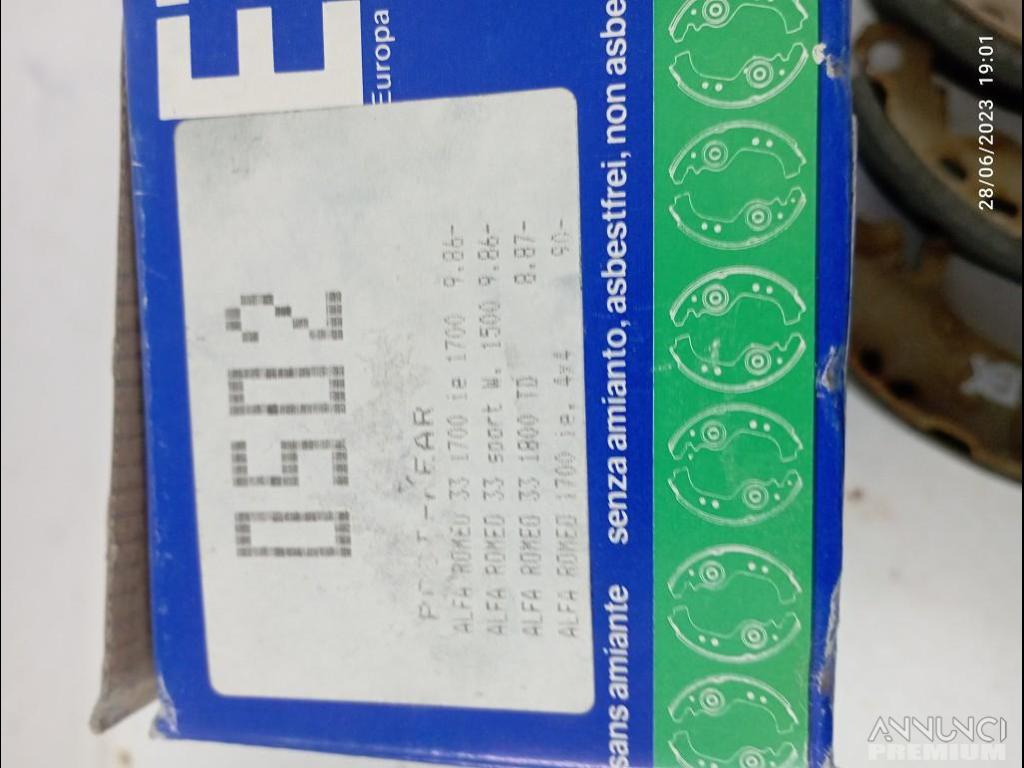 E
Europa
0502
ALFA ROMEO 33 1700 ie 1700 9.86-
ALFA ROMEO 33 sport W. 1500 9.86-
ALFA ROMEO 33 1800 TD 8.87-
ALFA ROMEO 1700 ie. 4x4 90-
sans amiante senza amianto, asbestfrei, non asbe
28/06/2023 19:01
ANNUNCI
PREMIUM